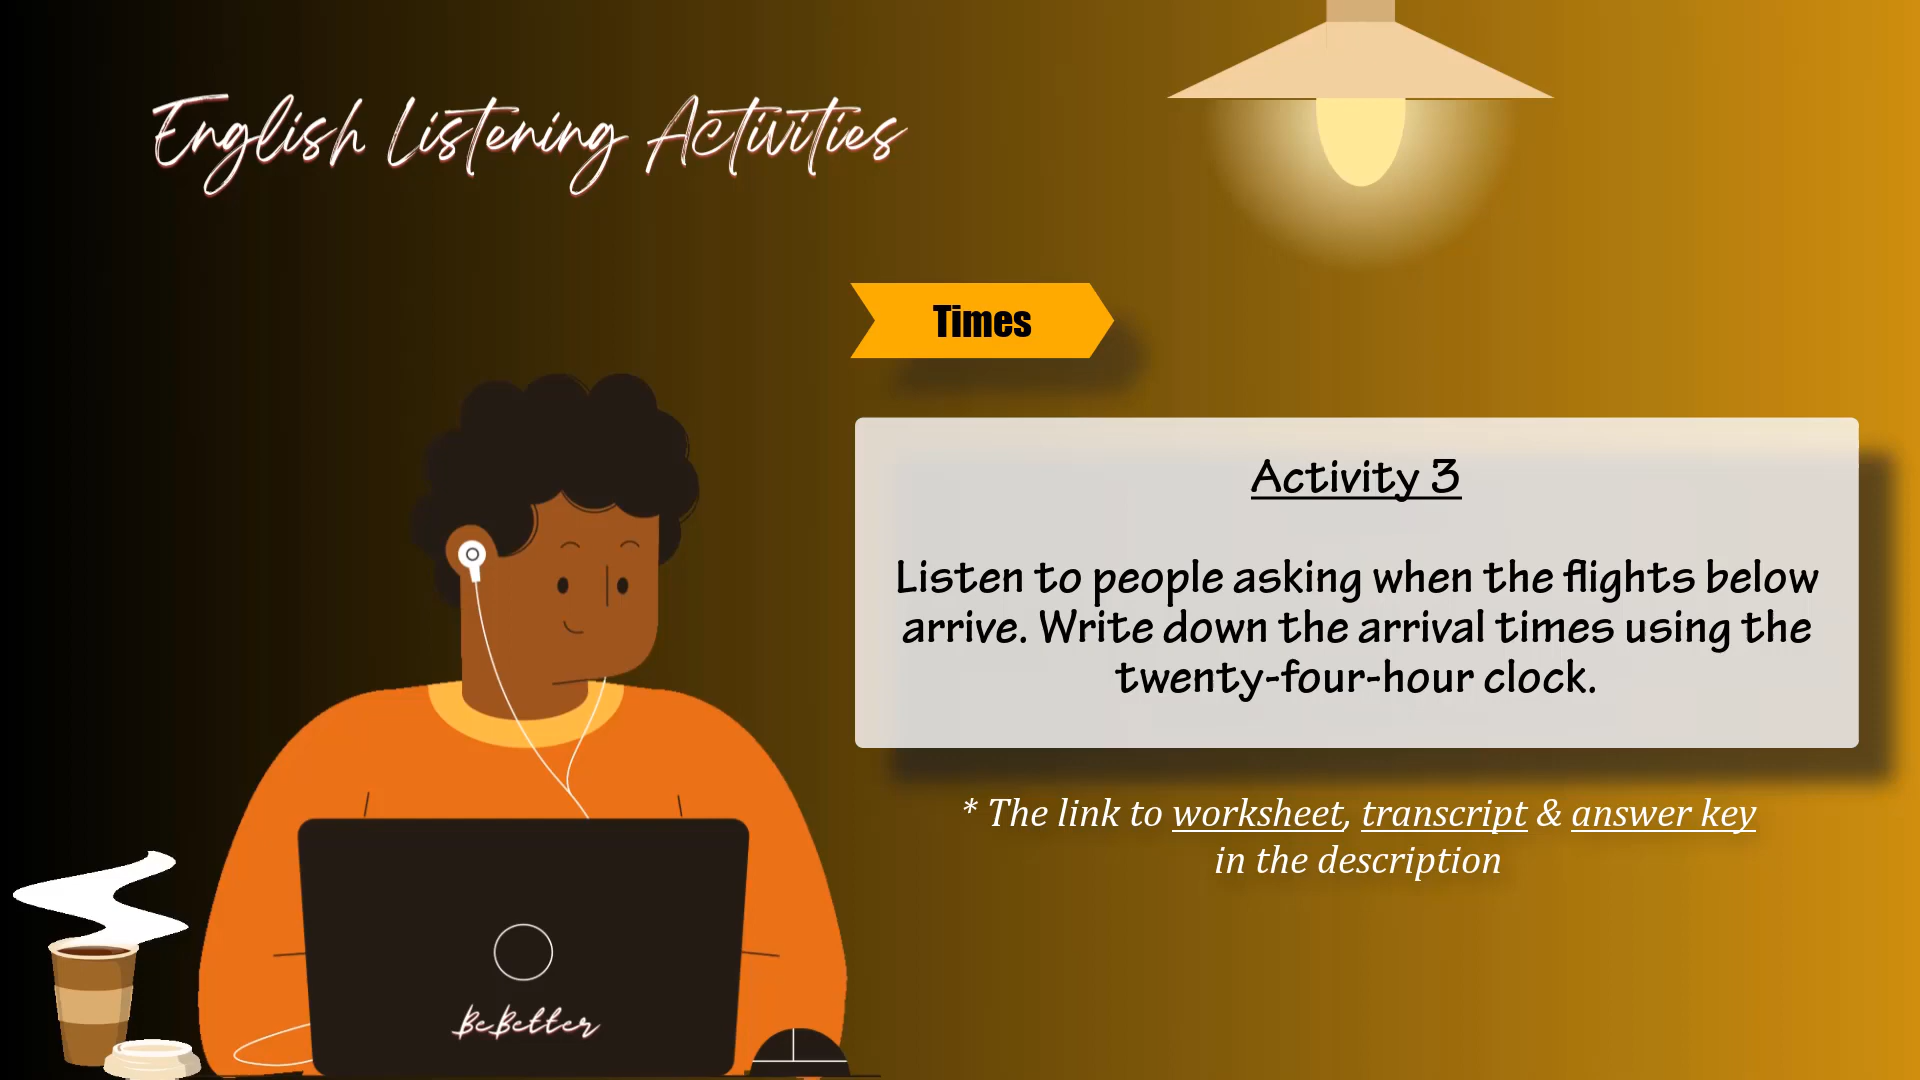 English Listening Activities
Times
Activity 3
Listen to people asking when the flights below
arrive. Write down the arrival times using the
twenty-four-hour clock.
* The link to worksheet, transcript & answer key
in the description
BeBetter